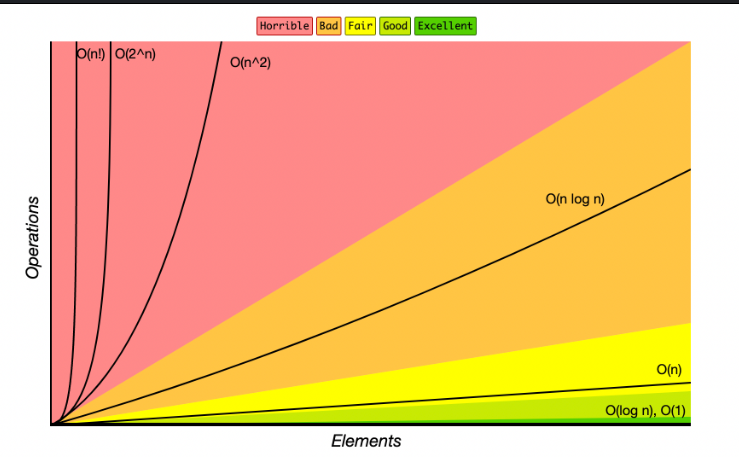 Horrible Bad Fair Good Excellent
O(n!) O(2^n)
O(n^2)
O(n log n)
Operations
O(n)
O(log n), O(1)
Elements